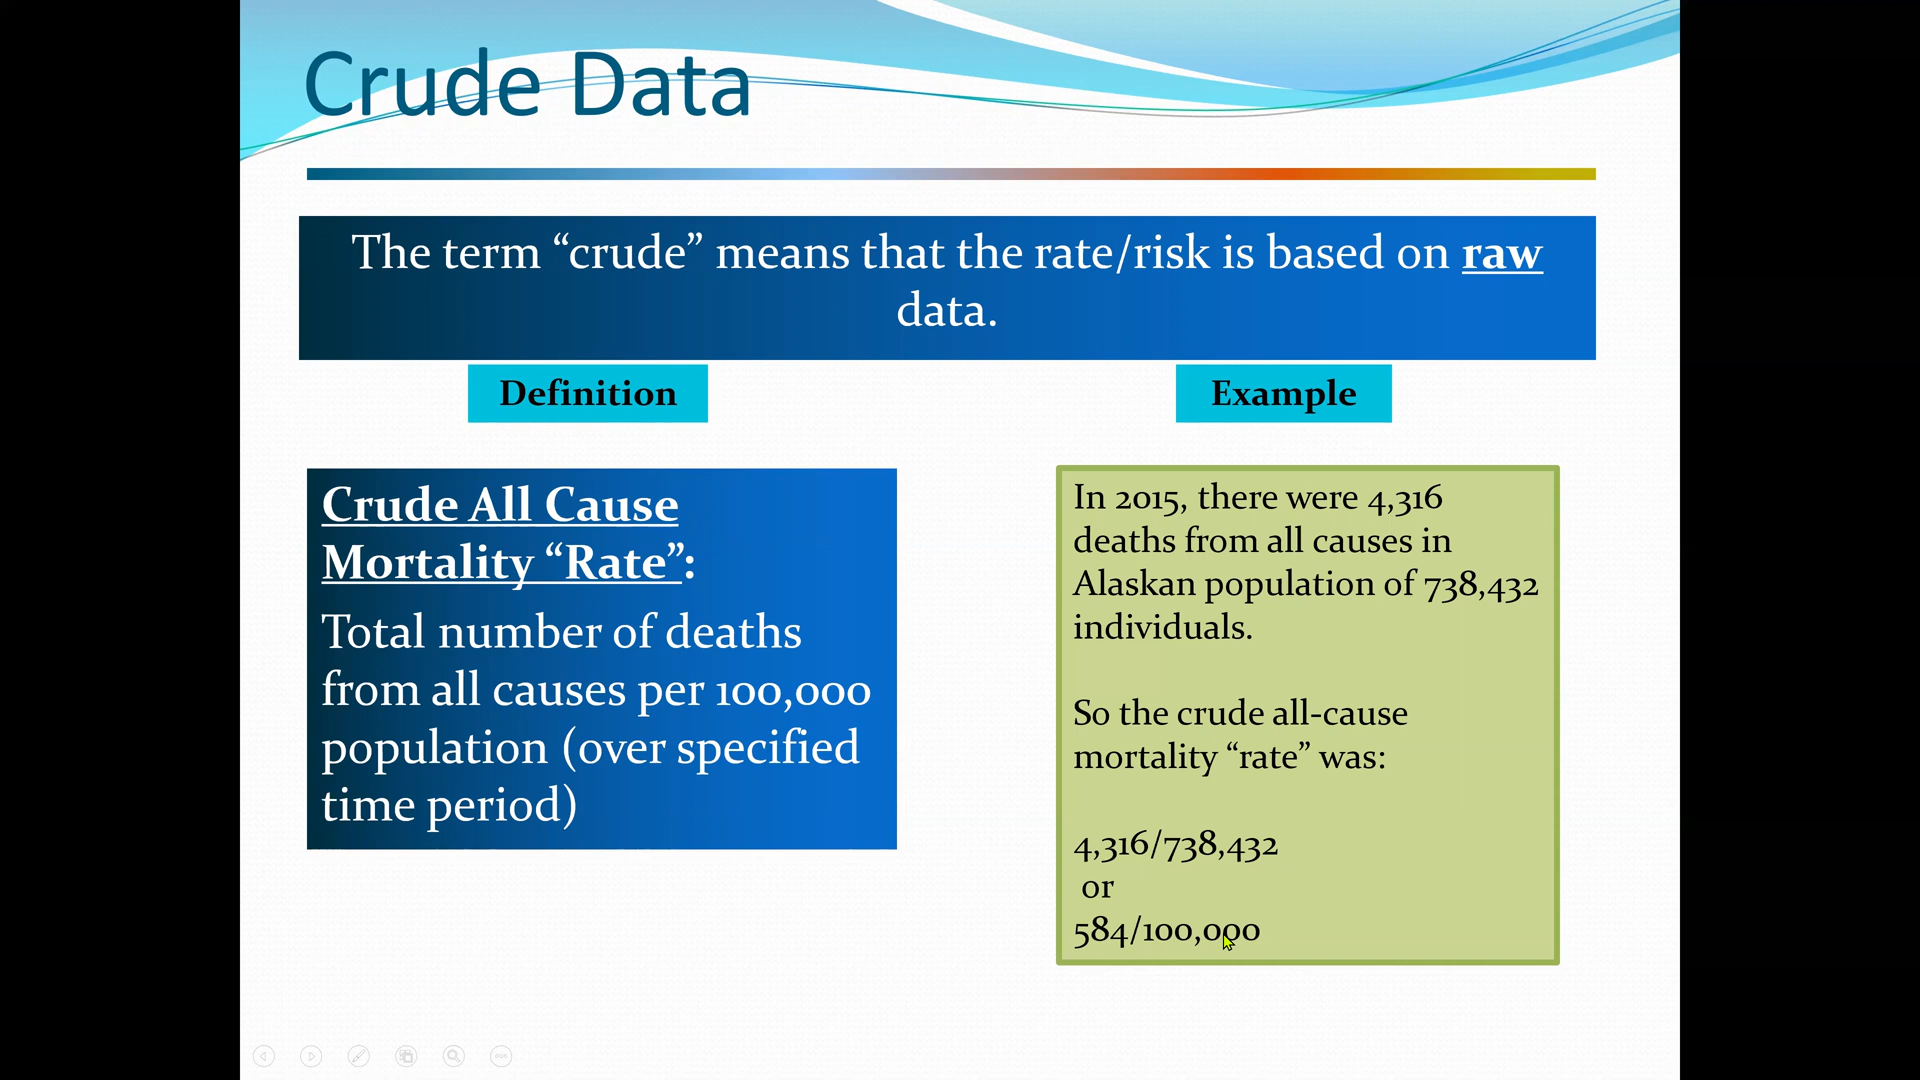 Crude Data
The term “crude” means that the rate/risk is based on raw
data.
Definition
Example
Crude All Cause
Mortality “Rate”:
Total number of deaths
from all causes per 100,000
population (over specified
time period)
In 2015, there were 4,316
deaths from all causes in
Alaskan population of 738,432
individuals.
So the crude all-cause
mortality “rate” was:
4,316/738,432
or
584/100,000